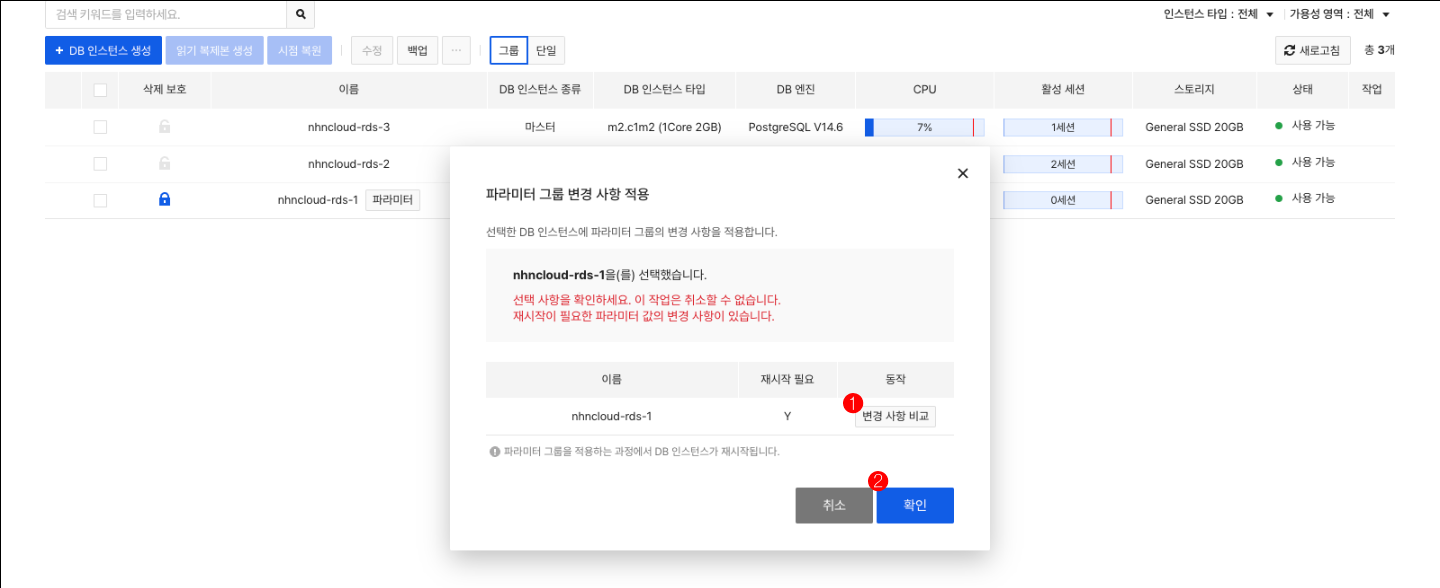 검색 키워드를 입력하세요.
인스턴스 타입 : 전체 가용성 영역 : 전체
+ DB 인스턴스 생성 읽기 복제본 생성 시점 복원 수정 백업 ··· 그룹 단일 새로고침 총 3개
삭제 보호 이름 DB 인스턴스 종류 DB 인스턴스 타입 DB 엔진 CPU 활성 세션 스토리지 상태 작업
nhncloud-rds-3 마스터 m2.c1m2 (1Core 2GB) PostgreSQL V14.6 7% 1세션 General SSD 20GB 사용 가능
nhncloud-rds-2 2세션 General SSD 20GB 사용 가능
nhncloud-rds-1 파라미터 0세션 General SSD 20GB 사용 가능
파라미터 그룹 변경 사항 적용
선택한 DB 인스턴스에 파라미터 그룹의 변경 사항을 적용합니다.
nhncloud-rds-1을(를) 선택했습니다.
선택 사항을 확인하세요. 이 작업은 취소할 수 없습니다.
재시작이 필요한 파라미터 값의 변경 사항이 있습니다.
이름 재시작 필요 동작
1
nhncloud-rds-1 Y 변경 사항 비교
파라미터 그룹을 적용하는 과정에서 DB 인스턴스가 재시작됩니다.
2
취소 확인